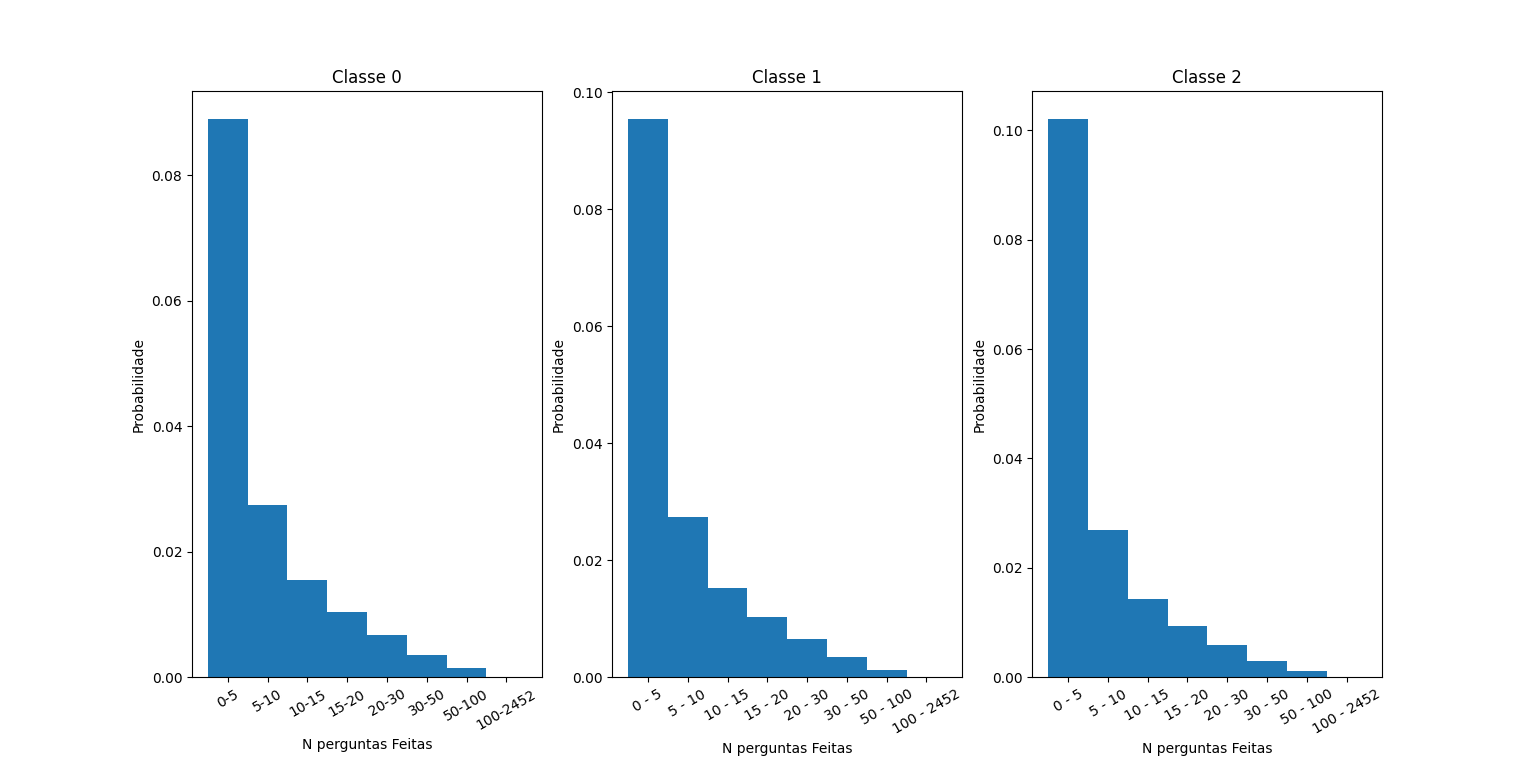 Classe 0
0.08
0.06
0.04
0.02
0.00
Probabilidade
0-5
5-10
10-15
15-20
20-30
30-50
50-100
100-2452
N perguntas Feitas
Classe 1
0.10
0.08
0.06
0.04
0.02
0.00
Probabilidade
0 - 5
5 - 10
10 - 15
15 - 20
20 - 30
30 - 50
50 - 100
100 - 2452
N perguntas Feitas
Classe 2
0.10
0.08
0.06
0.04
0.02
0.00
Probabilidade
0 - 5
5 - 10
10 - 15
15 - 20
20 - 30
30 - 50
50 - 100
100 - 2452
N perguntas Feitas